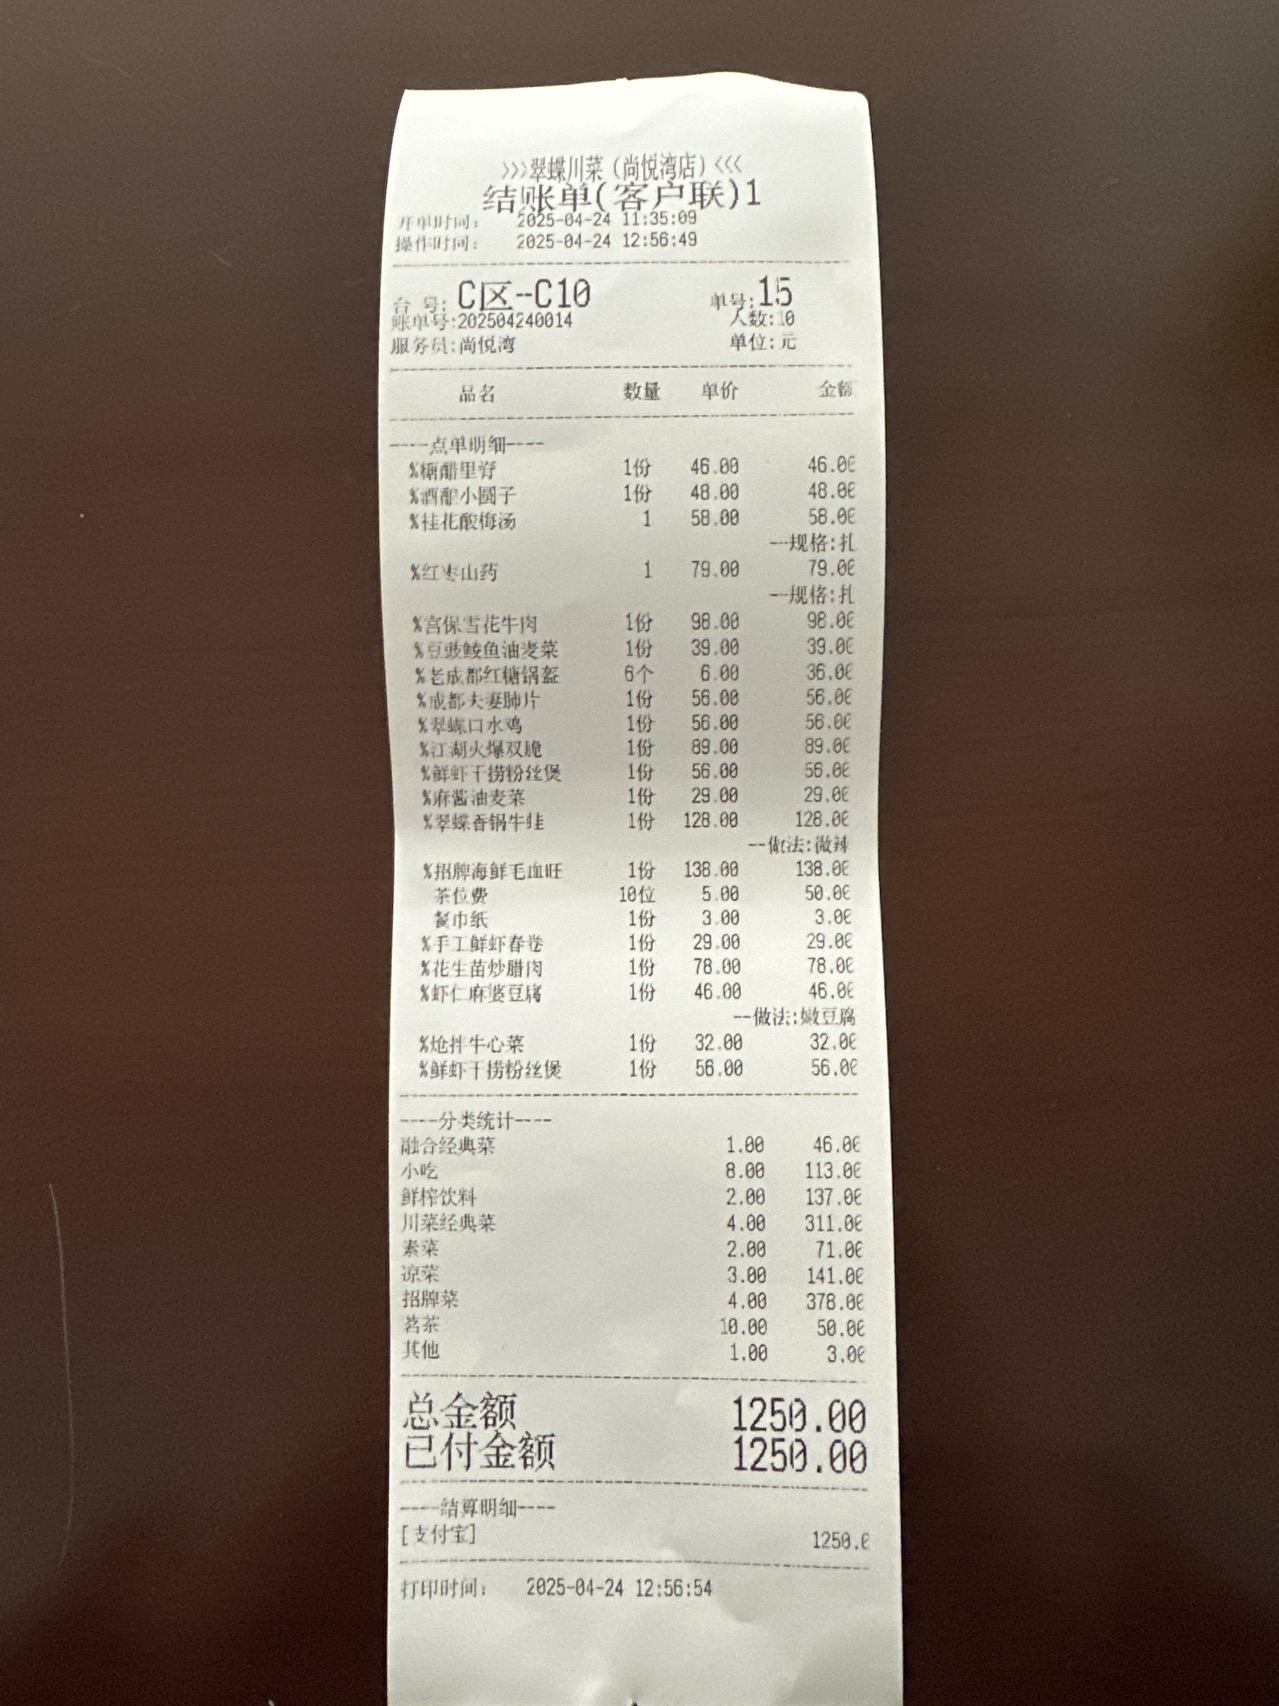 >>>翠蝶川菜(尚悦湾店)<<<
结账单(客户联)1
开单时间: 2025-04-24 11:35:09
操作时间: 2025-04-24 12:56:49
台号: C区-C10 单号:15
账单号:202504240014 人数:10
服务员:尚悦湾 单位:元
品名 数量 单价 金额
----点单明细----
%糖醋里脊 1份 46.00 46.00
%酒酿小圆子 1份 48.00 48.00
%桂花酸梅汤 1 58.00 58.00
--规格:扎
%红枣山药 1 79.00 79.00
--规格:扎
%宫保雪花牛肉 1份 98.00 98.00
%豆豉鲮鱼油麦菜 1份 39.00 39.00
%老成都红糖锅盔 6个 6.00 36.00
%成都夫妻肺片 1份 56.00 56.00
%翠蝶口水鸡 1份 56.00 56.00
%江湖火爆双脆 1份 89.00 89.00
%鲜虾干捞粉丝煲 1份 56.00 56.00
%麻酱油麦菜 1份 29.00 29.00
%翠蝶香锅牛蛙 1份 128.00 128.00
--做法:微辣
%招牌海鲜毛血旺 1份 138.00 138.00
茶位费 10位 5.00 50.00
餐巾纸 1份 3.00 3.00
%手工鲜虾春卷 1份 29.00 29.00
%花生苗炒腊肉 1份 78.00 78.00
%虾仁麻婆豆腐 1份 46.00 46.00
--做法:嫩豆腐
%炝拌牛心菜 1份 32.00 32.00
%鲜虾干捞粉丝煲 1份 56.00 56.00
----分类统计----
融合经典菜 1.00 46.00
小吃 8.00 113.00
鲜榨饮料 2.00 137.00
川菜经典菜 4.00 311.00
素菜 2.00 71.00
凉菜 3.00 141.00
招牌菜 4.00 378.00
茗茶 10.00 50.00
其他 1.00 3.00
总金额 1250.00
已付金额 1250.00
----结算明细----
[支付宝] 1250.0
打印时间: 2025-04-24 12:56:54